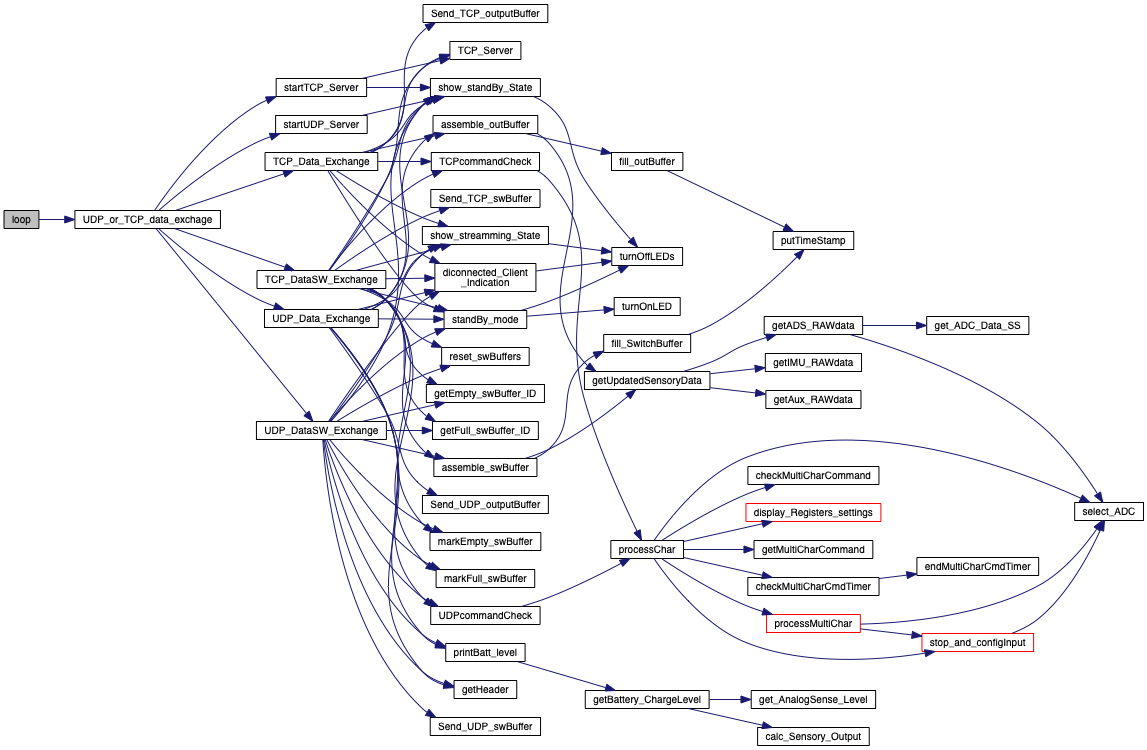 loop
UDP_or_TCP_data_exchage
startTCP_Server
startUDP_Server
TCP_Data_Exchange
TCP_DataSW_Exchange
UDP_Data_Exchange
UDP_DataSW_Exchange
Send_TCP_outputBuffer
TCP_Server
show_standBy_State
assemble_outBuffer
TCPcommandCheck
Send_TCP_swBuffer
show_streamming_State
diconnected_Client
_Indication
standBy_mode
reset_swBuffers
getEmpty_swBuffer_ID
getFull_swBuffer_ID
assemble_swBuffer
Send_UDP_outputBuffer
markEmpty_swBuffer
markFull_swBuffer
UDPcommandCheck
printBatt_level
getHeader
Send_UDP_swBuffer
fill_outBuffer
turnOffLEDs
turnOnLED
fill_SwitchBuffer
getUpdatedSensoryData
processChar
getBattery_ChargeLevel
putTimeStamp
getADS_RAWdata
getIMU_RAWdata
getAux_RAWdata
checkMultiCharCommand
display_Registers_settings
getMultiCharCommand
checkMultiCharCmdTimer
processMultiChar
get_AnalogSense_Level
calc_Sensory_Output
get_ADC_Data_SS
endMultiCharCmdTimer
stop_and_configInput
select_ADC